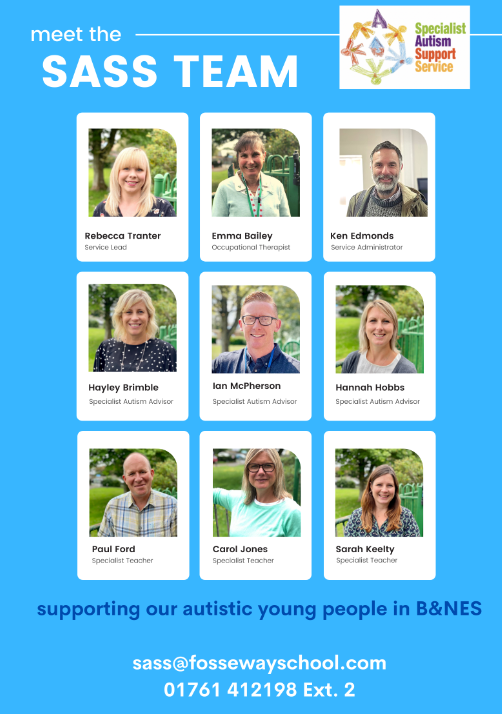 meet the
SASS TEAM
Specialist
Autism
Support
Service
Rebecca Tranter
Service Lead
Emma Bailey
Occupational Therapist
Ken Edmonds
Service Administrator
Hayley Brimble
Specialist Autism Advisor
Ian McPherson
Specialist Autism Advisor
Hannah Hobbs
Specialist Autism Advisor
Paul Ford
Specialist Teacher
Carol Jones
Specialist Teacher
Sarah Keelty
Specialist Teacher
supporting our autistic young people in B&NES
sass@fossewayschool.com
01761 412198 Ext. 2